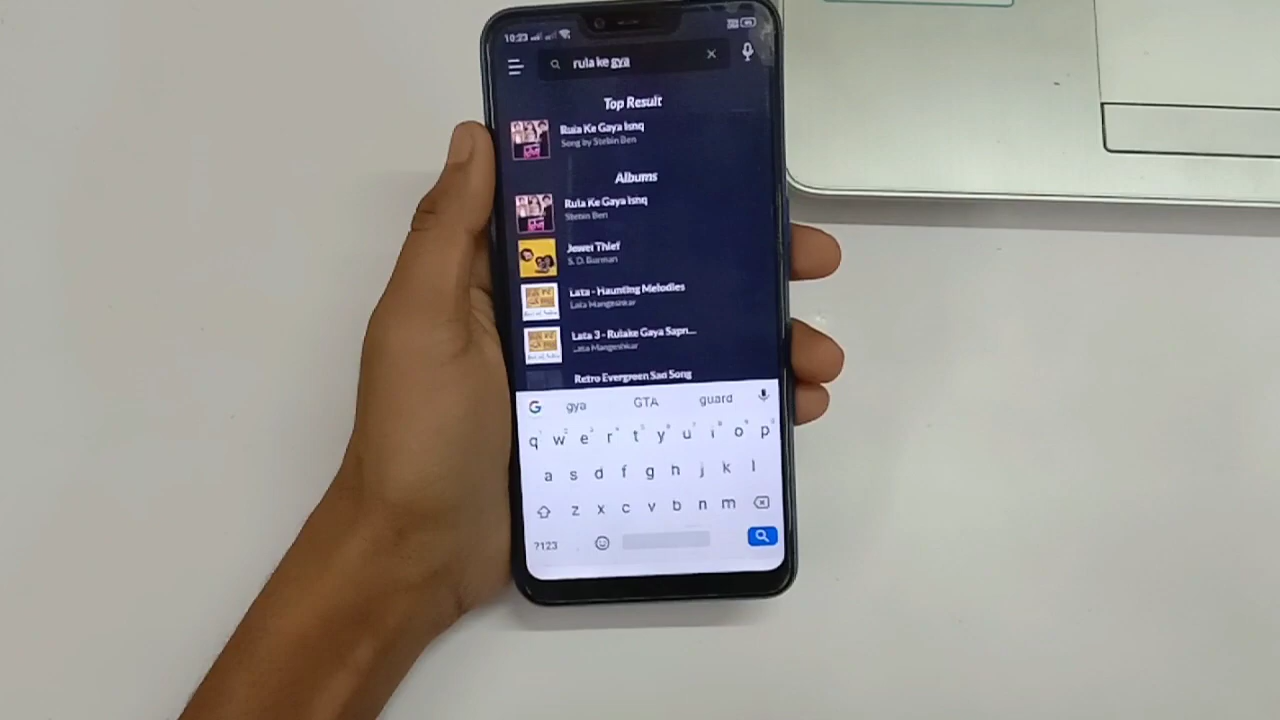 10:23
rula ke gya
Top Result
Rula Ke Gaya Ishq
Song by Stebin Ben
Albums
Rula Ke Gaya Ishq
Stebin Ben
Jewel Thief
S. D. Burman
Lata - Haunting Melodies
Lata Mangeshkar
Lata 3 - Rulake Gaya Sapn...
Lata Mangeshkar
Retro Evergreen Sad Song
G gya GTA guard
q w e r t y u i o p
a s d f g h j k l
z x c v b n m
?123